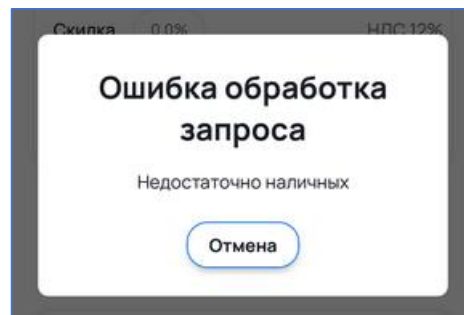 Скидка 0.0% НДС 12%
Ошибка обработка
запроса
Недостаточно наличных
Отмена